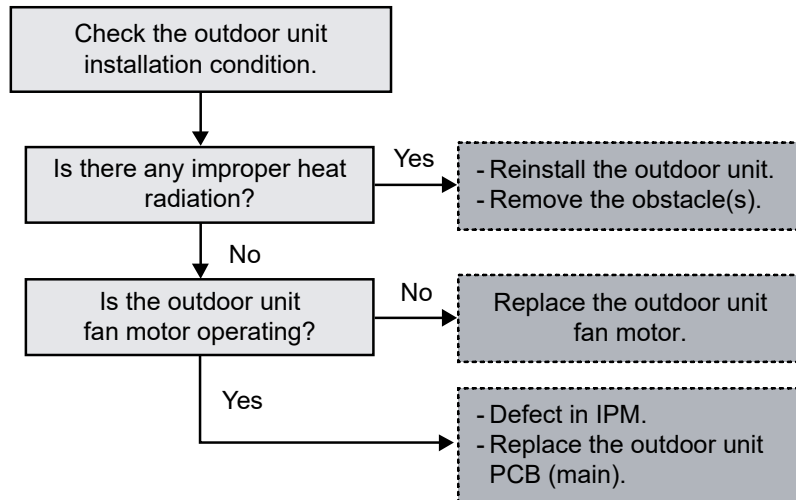 Check the outdoor unit
installation condition.
Is there any improper heat
radiation?
Yes
- Reinstall the outdoor unit.
- Remove the obstacle(s).
No
Is the outdoor unit
fan motor operating?
No
Replace the outdoor unit
fan motor.
Yes
- Defect in IPM.
- Replace the outdoor unit
PCB (main).